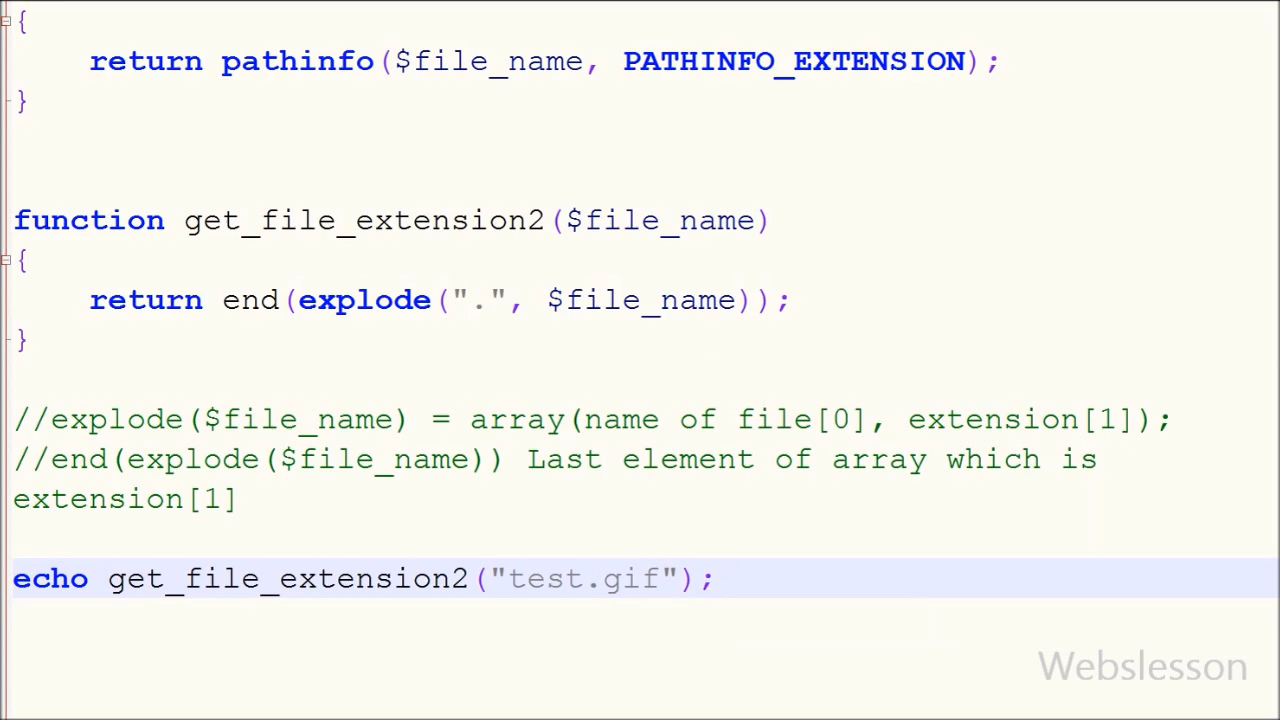 {
    return pathinfo($file_name, PATHINFO_EXTENSION);
}
function get_file_extension2($file_name)
{
    return end(explode(".", $file_name));
}
//explode($file_name) = array(name of file[0], extension[1]);
//end(explode($file_name)) Last element of array which is
extension[1]
echo get_file_extension2("test.gif");
Webslesson